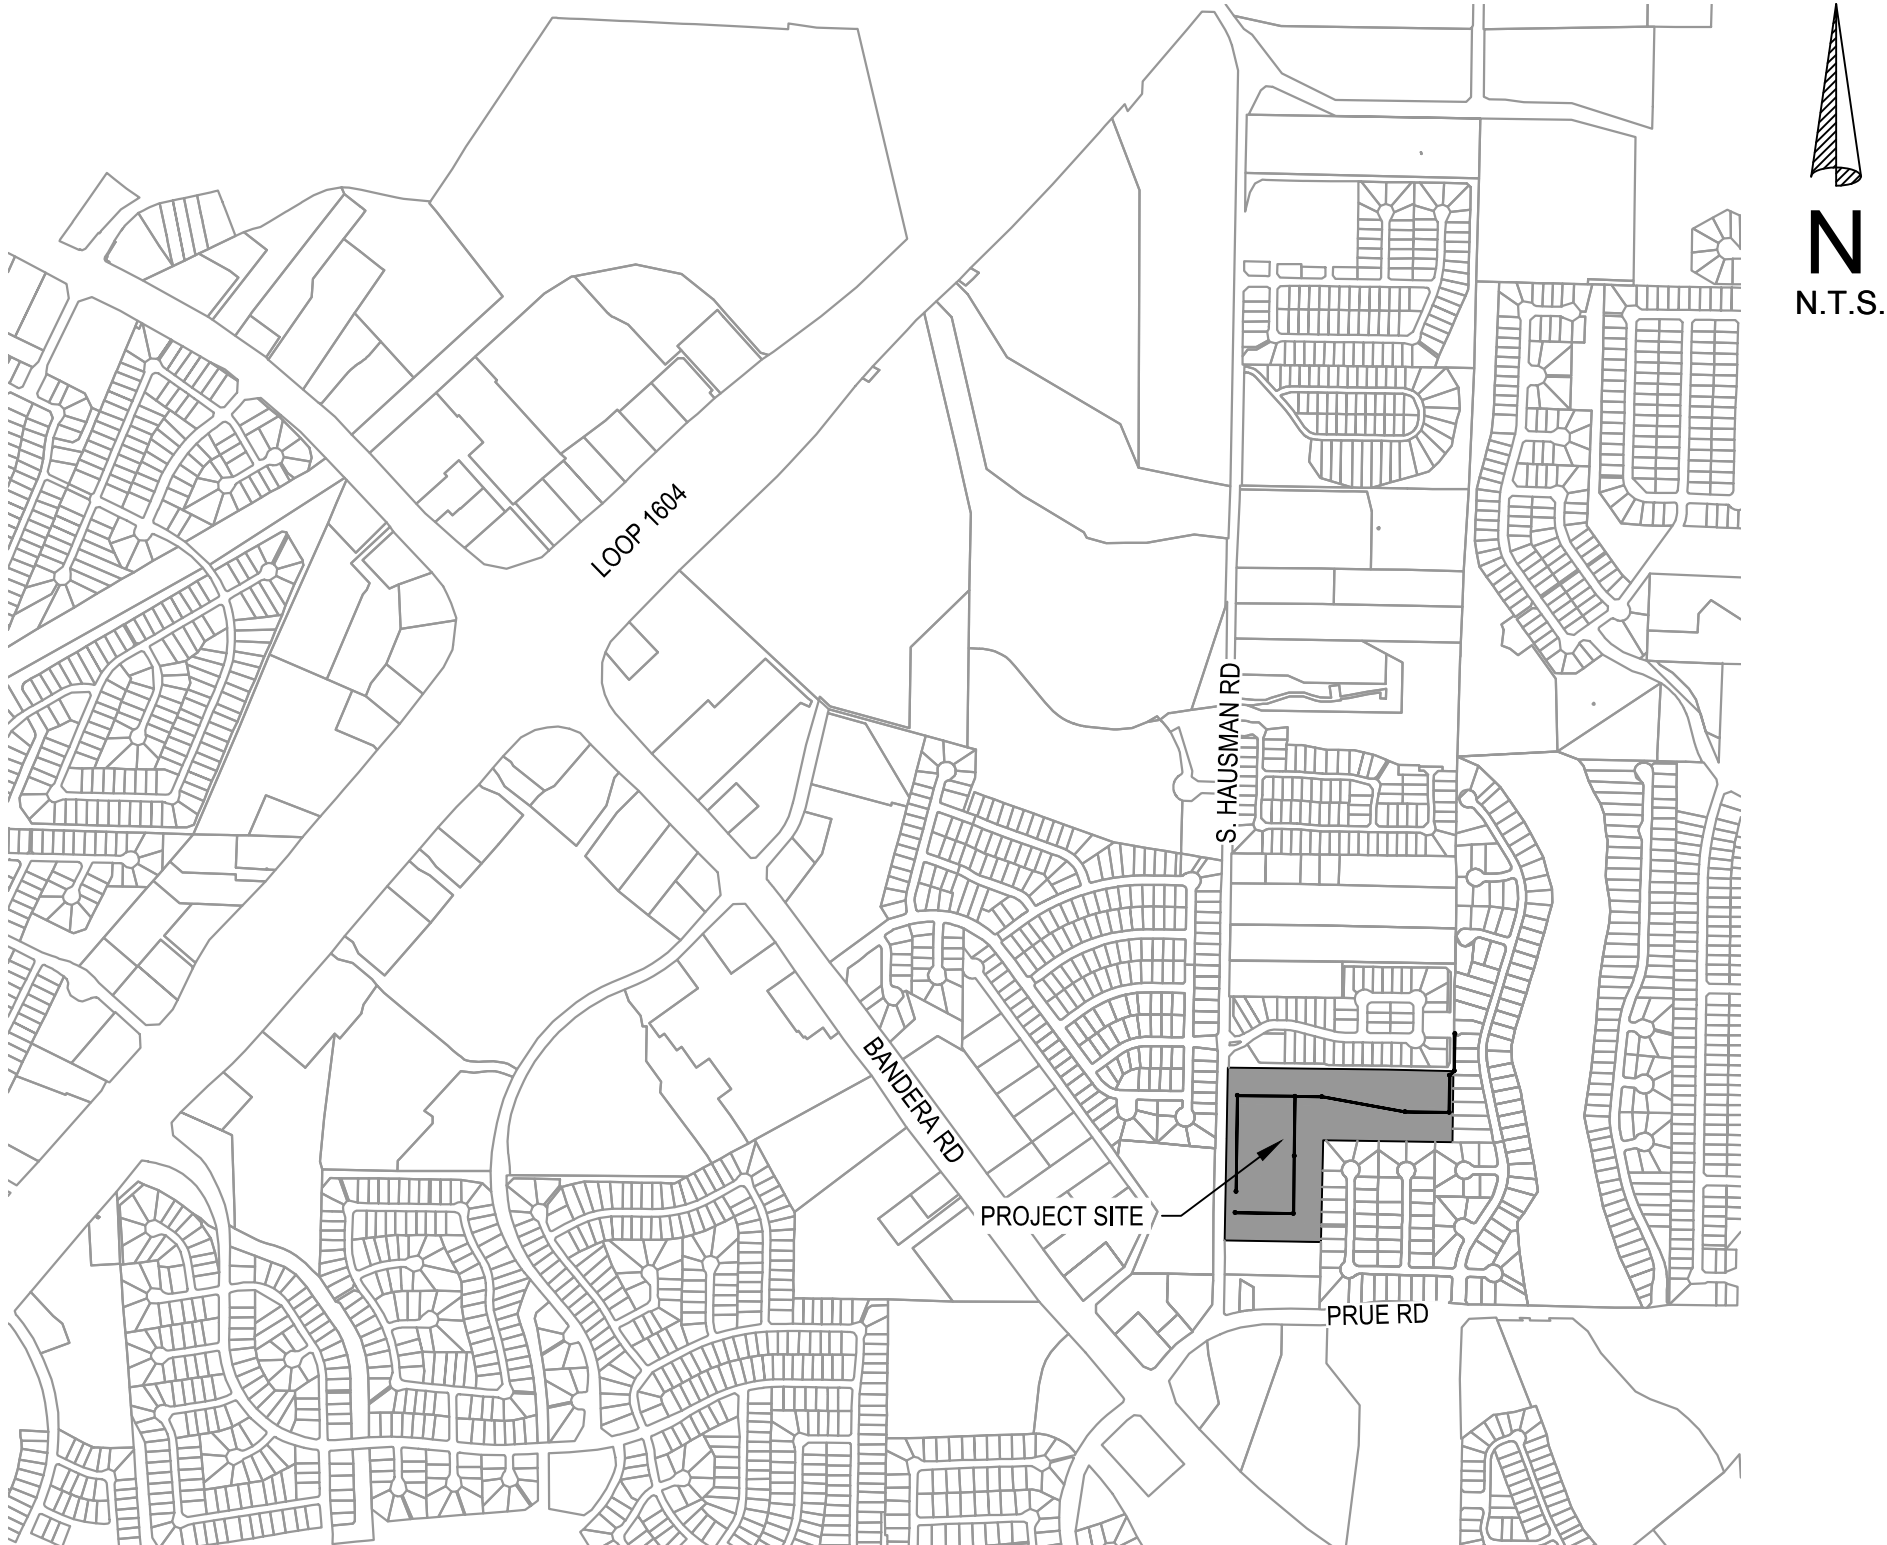 N
N.T.S.
LOOP 1604
S. HAUSMAN RD
BANDERA RD
PROJECT SITE
PRUE RD